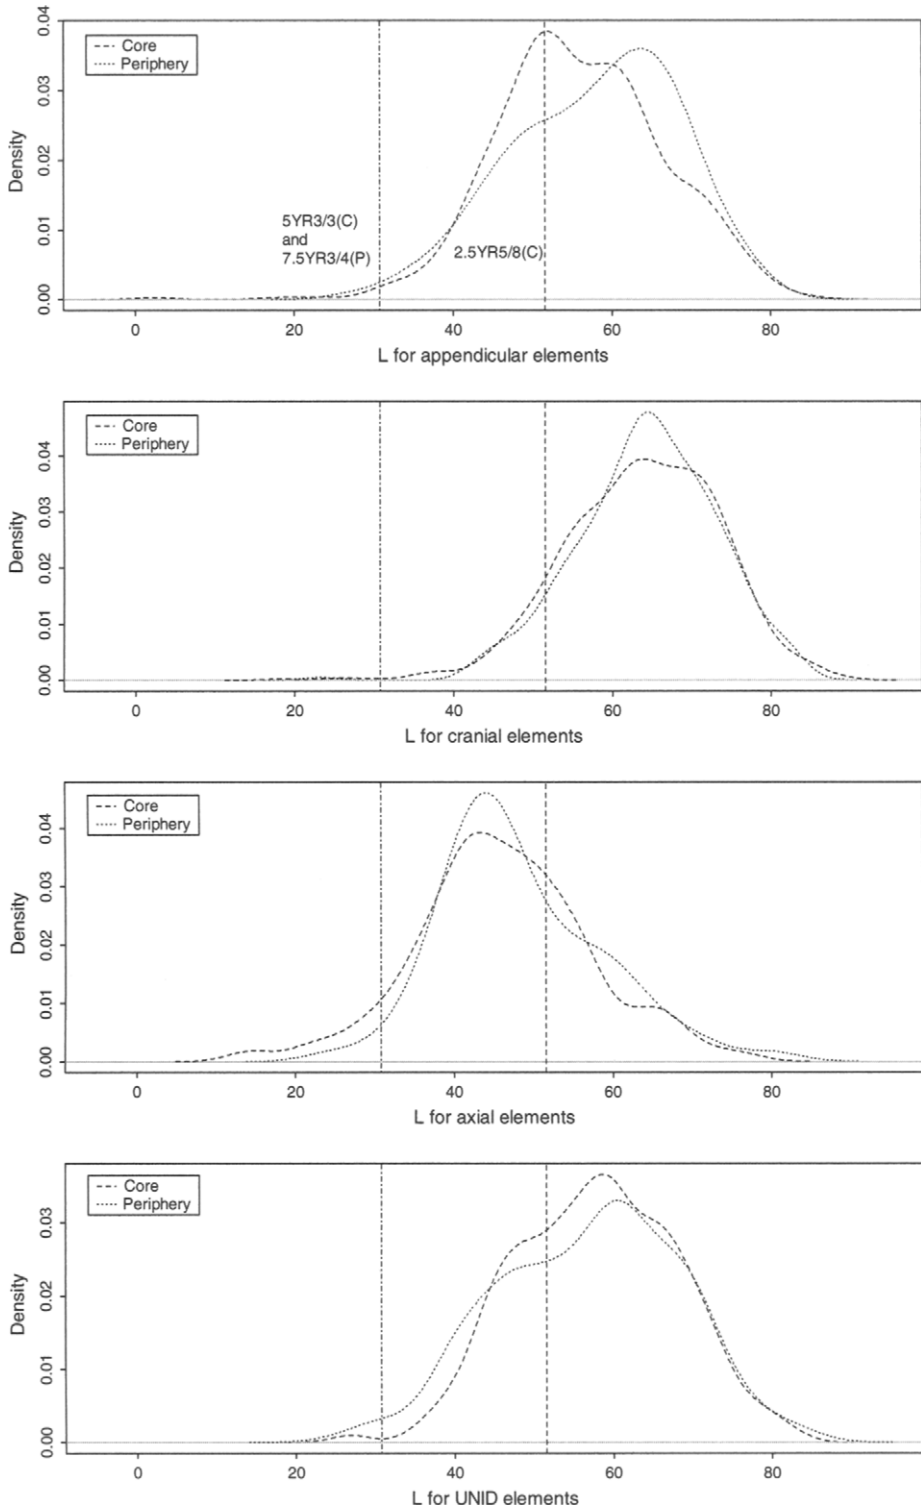 0.04
0.03
0.02
0.01
0.00
Density
Core
Periphery
5YR3/3(C)
and
7.5YR3/4(P)
2.5YR5/8(C)
0 20 40 60 80
L for appendicular elements
0.04
0.03
0.02
0.01
0.00
Density
Core
Periphery
0 20 40 60 80
L for cranial elements
0.04
0.03
0.02
0.01
0.00
Density
Core
Periphery
0 20 40 60 80
L for axial elements
0.03
0.02
0.01
0.00
Density
Core
Periphery
0 20 40 60 80
L for UNID elements